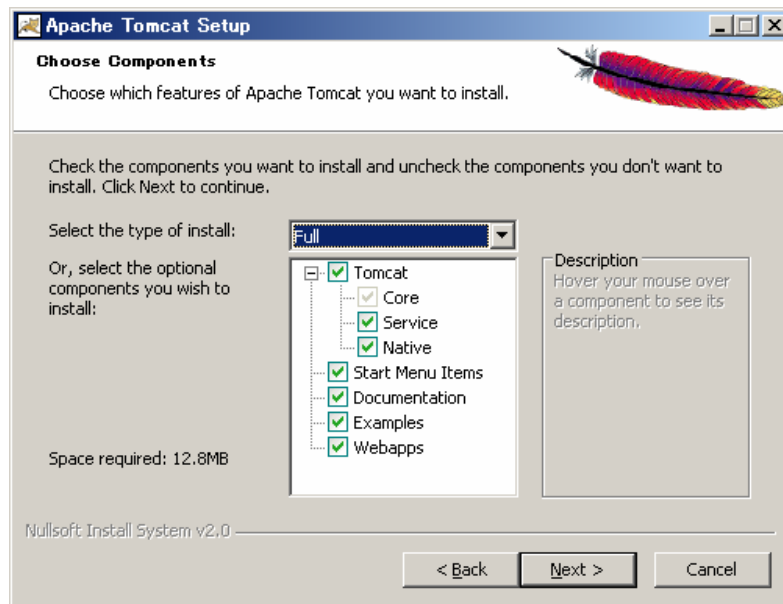 Apache Tomcat Setup
Choose Components
Choose which features of Apache Tomcat you want to install.
Check the components you want to install and uncheck the components you don't want to
install. Click Next to continue.
Select the type of install:
Full
Or, select the optional
components you wish to
install:
Tomcat
Core
Service
Native
Start Menu Items
Documentation
Examples
Webapps
Description
Hover your mouse over
a component to see its
description.
Space required: 12.8MB
Nullsoft Install System v2.0
< Back
Next >
Cancel